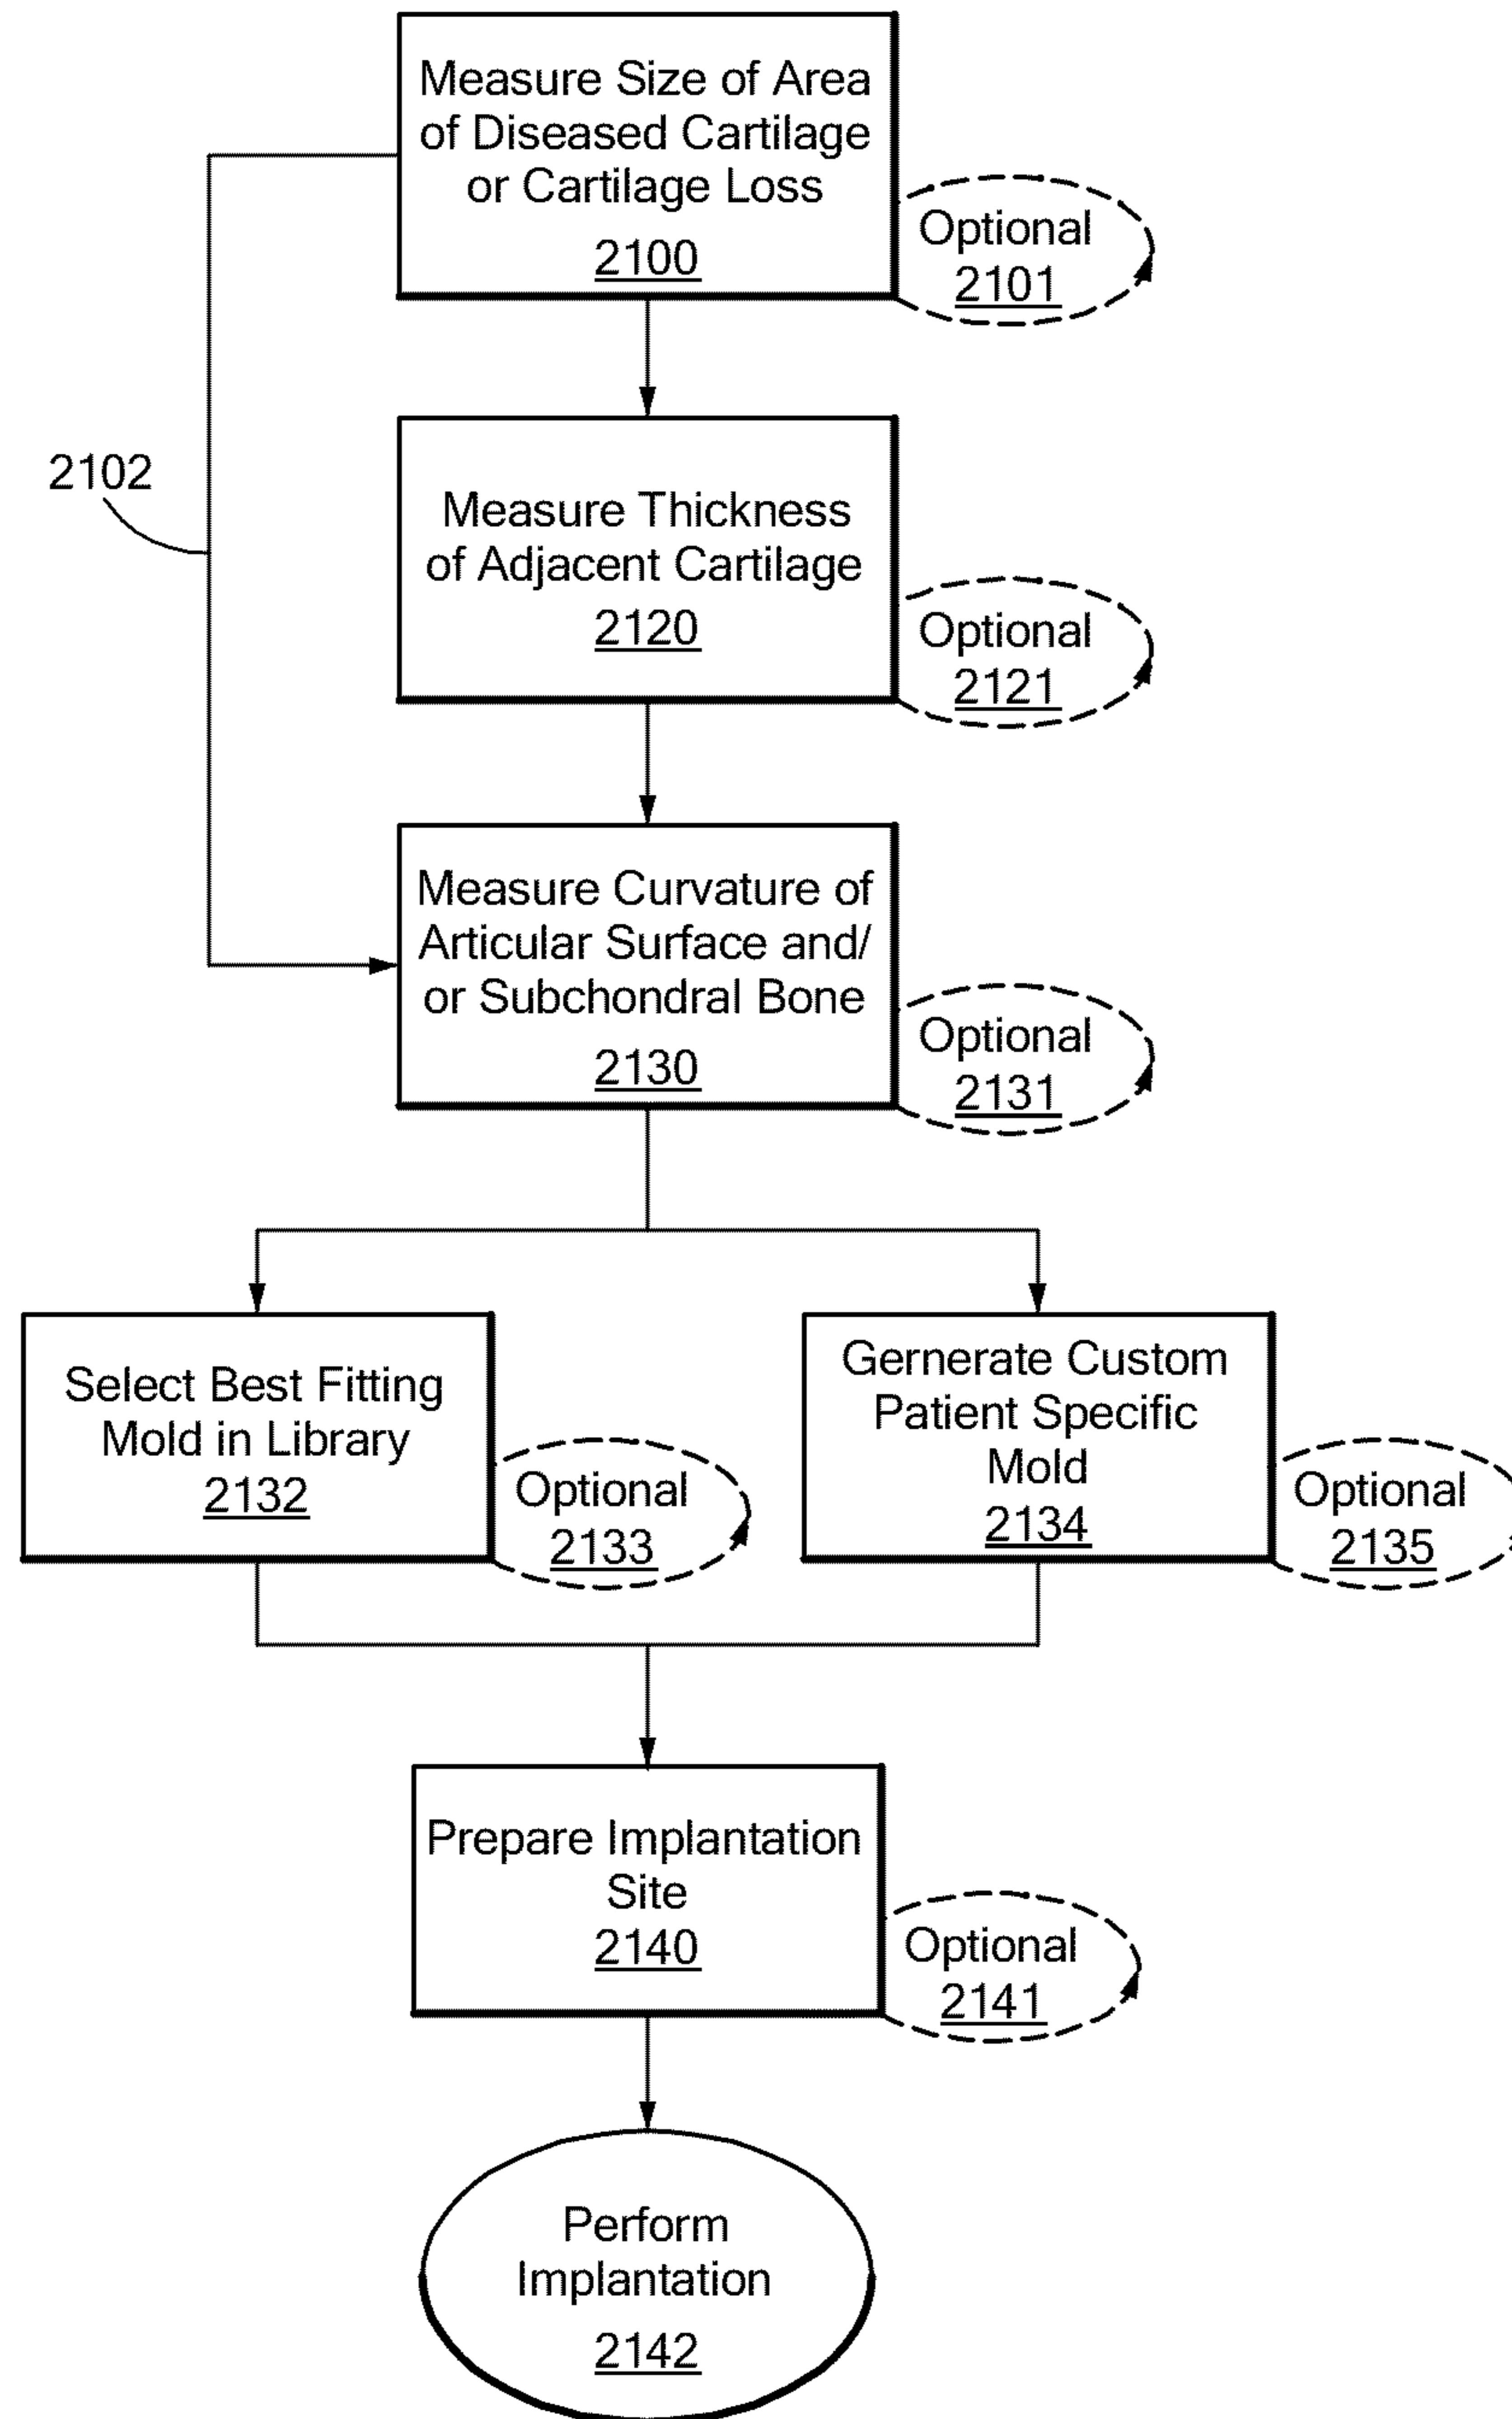 Measure Size of Area
of Diseased Cartilage
or Cartilage Loss
2100
Optional
2101
2102
Measure Thickness
of Adjacent Cartilage
2120
Optional
2121
Measure Curvature of
Articular Surface and/
or Subchondral Bone
2130
Optional
2131
Select Best Fitting
Mold in Library
2132
Optional
2133
Gernerate Custom
Patient Specific
Mold
2134
Optional
2135
Prepare Implantation
Site
2140
Optional
2141
Perform
Implantation
2142